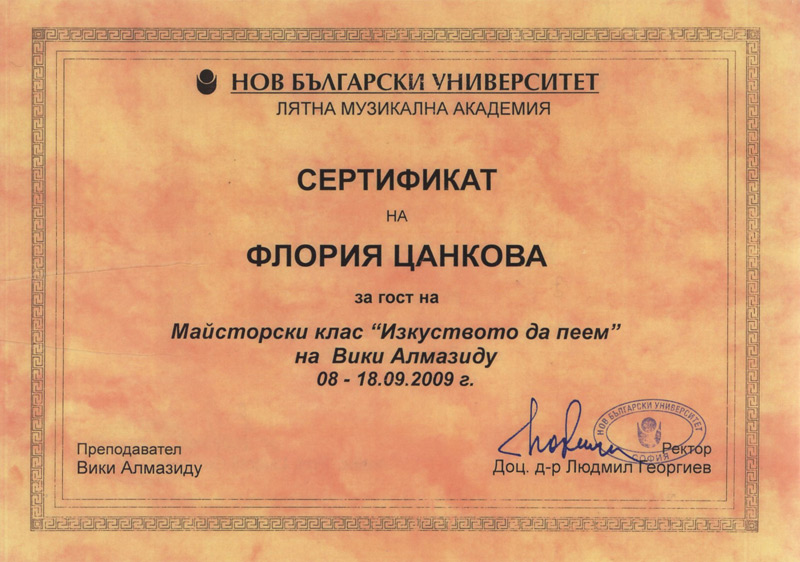 НОВ БЪЛГАРСКИ УНИВЕРСИТЕТ
ЛЯТНА МУЗИКАЛНА АКАДЕМИЯ
СЕРТИФИКАТ
НА
ФЛОРИЯ ЦАНКОВА
за гост на
Майсторски клас “Изкуството да пеем”
на Вики Алмазиду
08 - 18.09.2009 г.
Преподавател
Вики Алмазиду
НОВ БЪЛГАРСКИ УНИВЕРСИТЕТ
СОФИЯ
Ректор
Доц. д-р Людмил Георгиев